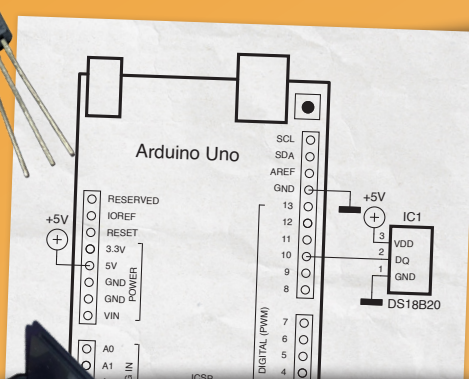 Arduino Uno
SCL
SDA
AREF
GND
13
12
11
10
9
8
7
6
5
4
DIGITAL (PWM)
RESERVED
IOREF
RESET
3.3V
5V
GND
GND
VIN
POWER
A0
A1
G IN
ICSP
+5V
+5V
IC1
3
VDD
2
DQ
1
GND
DS18B20